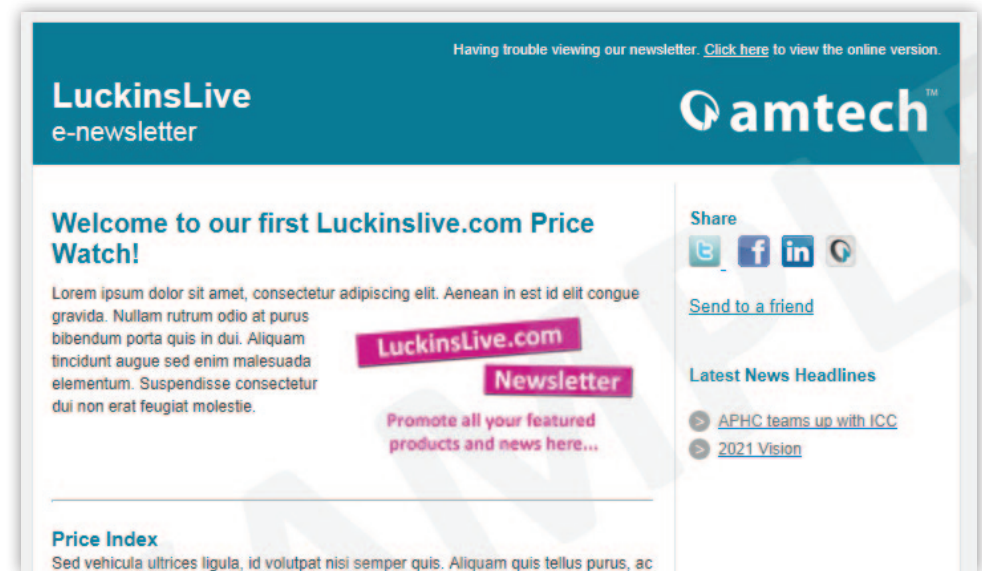 Having trouble viewing our newsletter. Click here to view the online version.
LuckinsLive
e-newsletter
amtech™
Welcome to our first Luckinslive.com Price
Watch!
Lorem ipsum dolor sit amet, consectetur adipiscing elit. Aenean in est id elit congue
gravida. Nullam rutrum odio at purus
bibendum porta quis in dui. Aliquam
tincidunt augue sed enim malesuada
elementum. Suspendisse consectetur
dui non erat feugiat molestie.
LuckinsLive.com
Newsletter
Promote all your featured
products and news here...
Price Index
Sed vehicula ultrices ligula, id volutpat nisi semper quis. Aliquam quis tellus purus, ac
Share
Send to a friend
Latest News Headlines
APHC teams up with ICC
2021 Vision